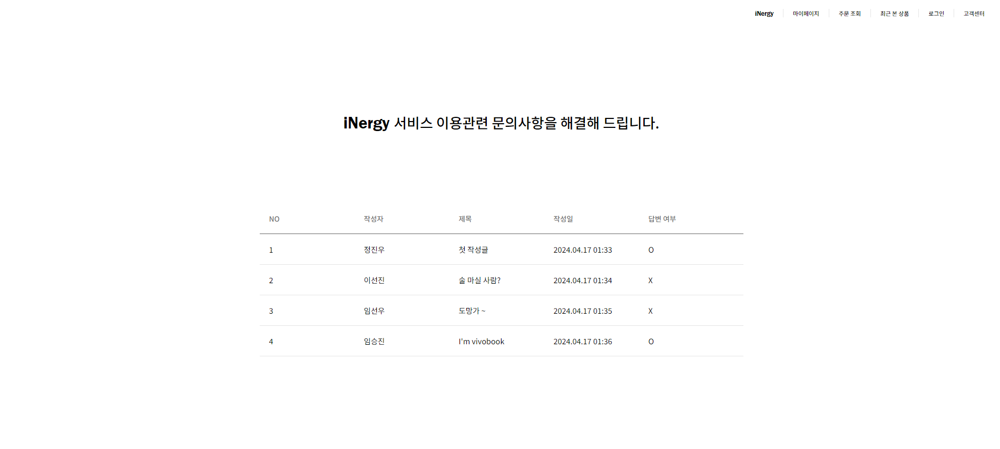 iNergy 마이페이지 주문 조회 최근 본 상품 로그인 고객센터
iNergy 서비스 이용관련 문의사항을 해결해 드립니다.
NO 작성자 제목 작성일 답변 여부
1 정진우 첫 작성글 2024.04.17 01:33 O
2 이선진 술 마실 사람? 2024.04.17 01:34 X
3 임선우 도망가 ~ 2024.04.17 01:35 X
4 임승진 I'm vivobook 2024.04.17 01:36 O